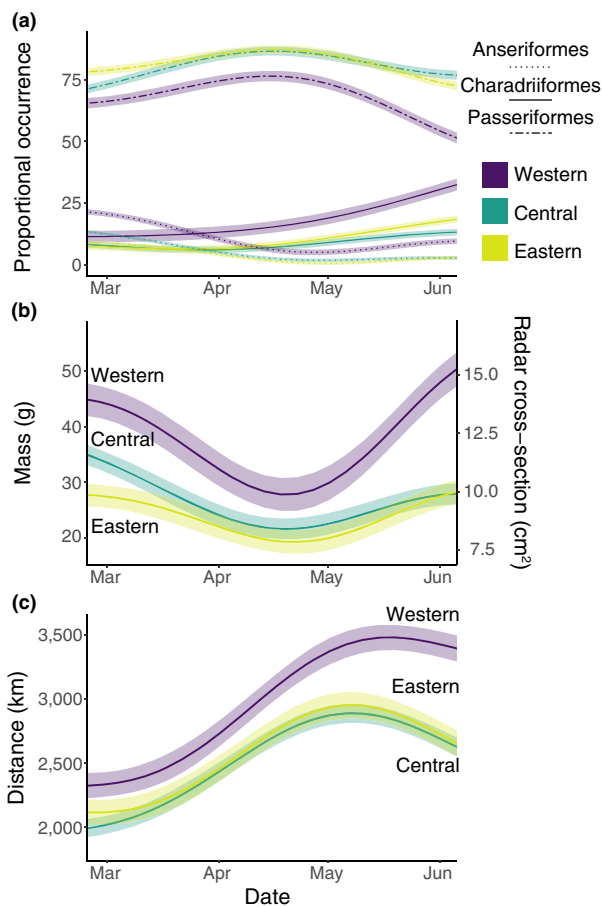 (a)
Proportional occurrence
75
50
25
0
Mar
Apr
May
Jun
Anseriformes
Charadriiformes
Passeriformes
Western
Central
Eastern
(b)
Mass (g)
50
40
30
20
Western
Central
Eastern
15.0
12.5
10.0
7.5
Radar cross−section (cm²)
Mar
Apr
May
Jun
(c)
Distance (km)
3,500
3,000
2,500
2,000
Western
Eastern
Central
Mar
Apr
May
Jun
Date